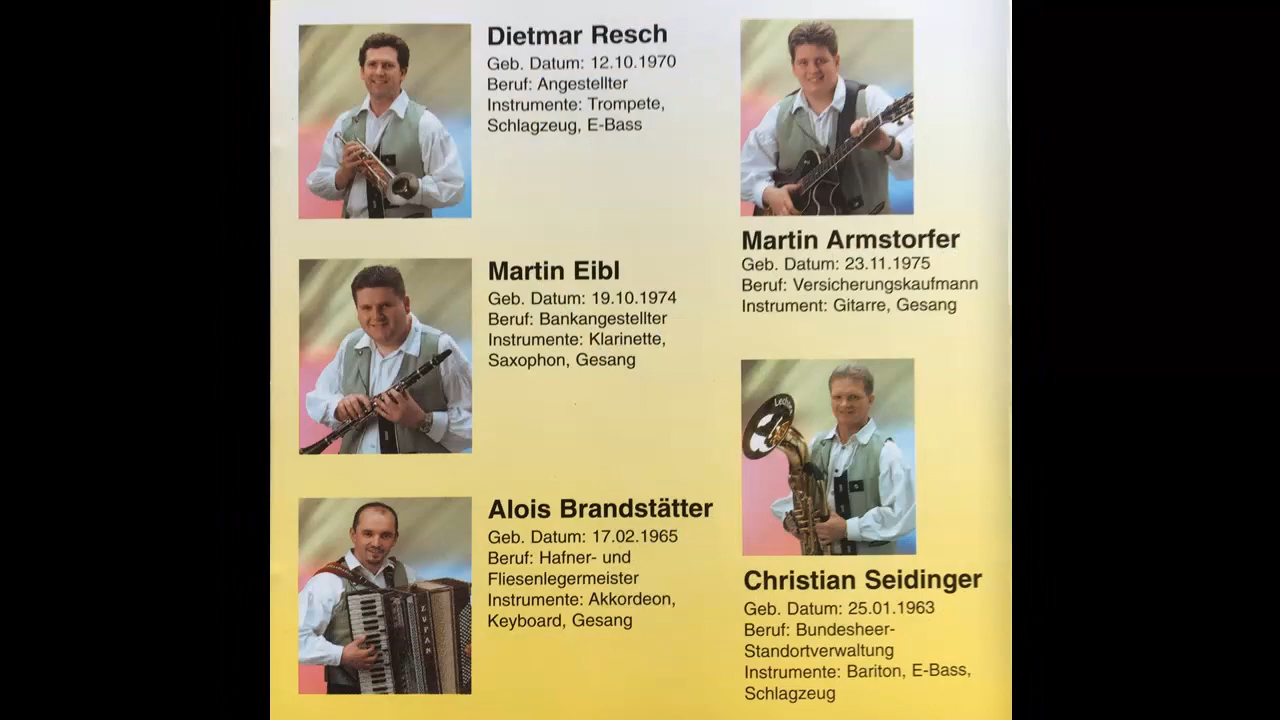 Dietmar Resch
Geb. Datum: 12.10.1970
Beruf: Angestellter
Instrumente: Trompete,
Schlagzeug, E-Bass
Martin Eibl
Geb. Datum: 19.10.1974
Beruf: Bankangestellter
Instrumente: Klarinette,
Saxophon, Gesang
Alois Brandstätter
Geb. Datum: 17.02.1965
Beruf: Hafner- und
Fliesenlegermeister
Instrumente: Akkordeon,
Keyboard, Gesang
ZUPAN
Martin Armstorfer
Geb. Datum: 23.11.1975
Beruf: Versicherungskaufmann
Instrument: Gitarre, Gesang
Christian Seidinger
Geb. Datum: 25.01.1963
Beruf: Bundesheer-
Standortverwaltung
Instrumente: Bariton, E-Bass,
Schlagzeug